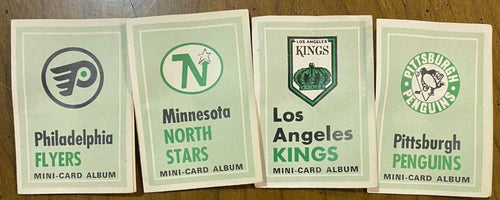 Philadelphia
FLYERS
MINI-CARD ALBUM
N
Minnesota
NORTH
STARS
MINI-CARD ALBUM
LOS ANGELES
KINGS
Los
Angeles
KINGS
MINI-CARD ALBUM
PITTSBURGH
PENGUINS
Pittsburgh
PENGUINS
MINI-CARD ALBUM